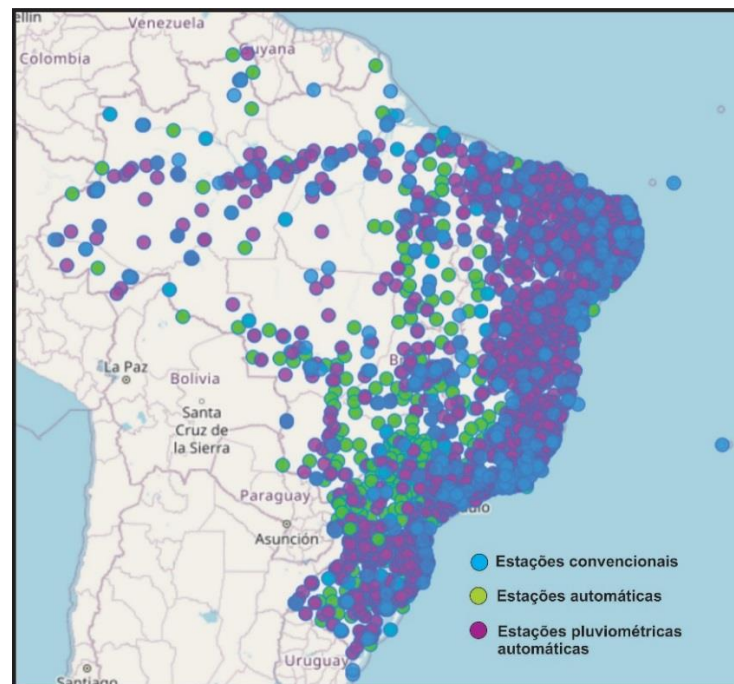 ellín
Venezuela
Guyana
Colombia
La Paz
Bolivia
Santa
Cruz de
la Sierra
Paraguay
Asunción
Estações convencionais
Estações automáticas
Estações pluviométricas
automáticas
Uruguay
Santiago